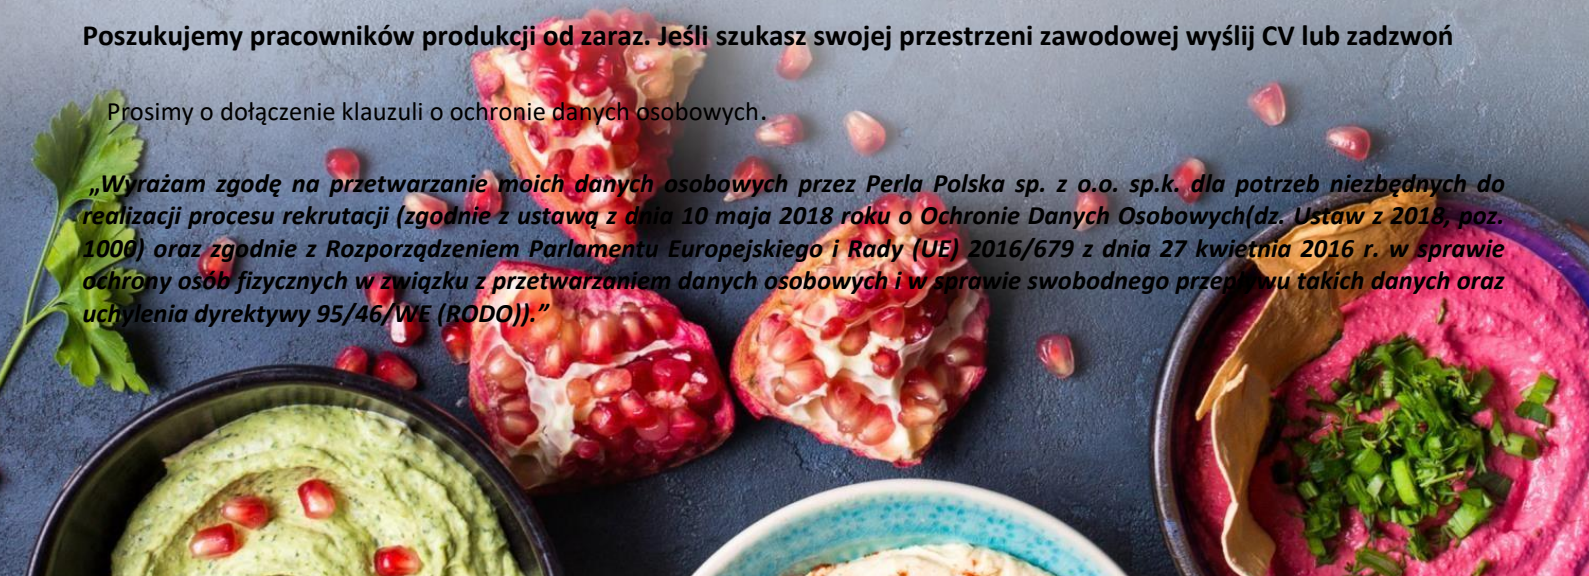 Poszukujemy pracowników produkcji od zaraz. Jeśli szukasz swojej przestrzeni zawodowej wyślij CV lub zadzwoń
Prosimy o dołączenie klauzuli o ochronie danych osobowych.
„Wyrażam zgodę na przetwarzanie moich danych osobowych przez Perla Polska sp. z o.o. sp.k. dla potrzeb niezbędnych do
realizacji procesu rekrutacji (zgodnie z ustawą z dnia 10 maja 2018 roku o Ochronie Danych Osobowych(dz. Ustaw z 2018, poz.
1000) oraz zgodnie z Rozporządzeniem Parlamentu Europejskiego i Rady (UE) 2016/679 z dnia 27 kwietnia 2016 r. w sprawie
ochrony osób fizycznych w związku z przetwarzaniem danych osobowych i w sprawie swobodnego przepływu takich danych oraz
uchylenia dyrektywy 95/46/WE (RODO)).”